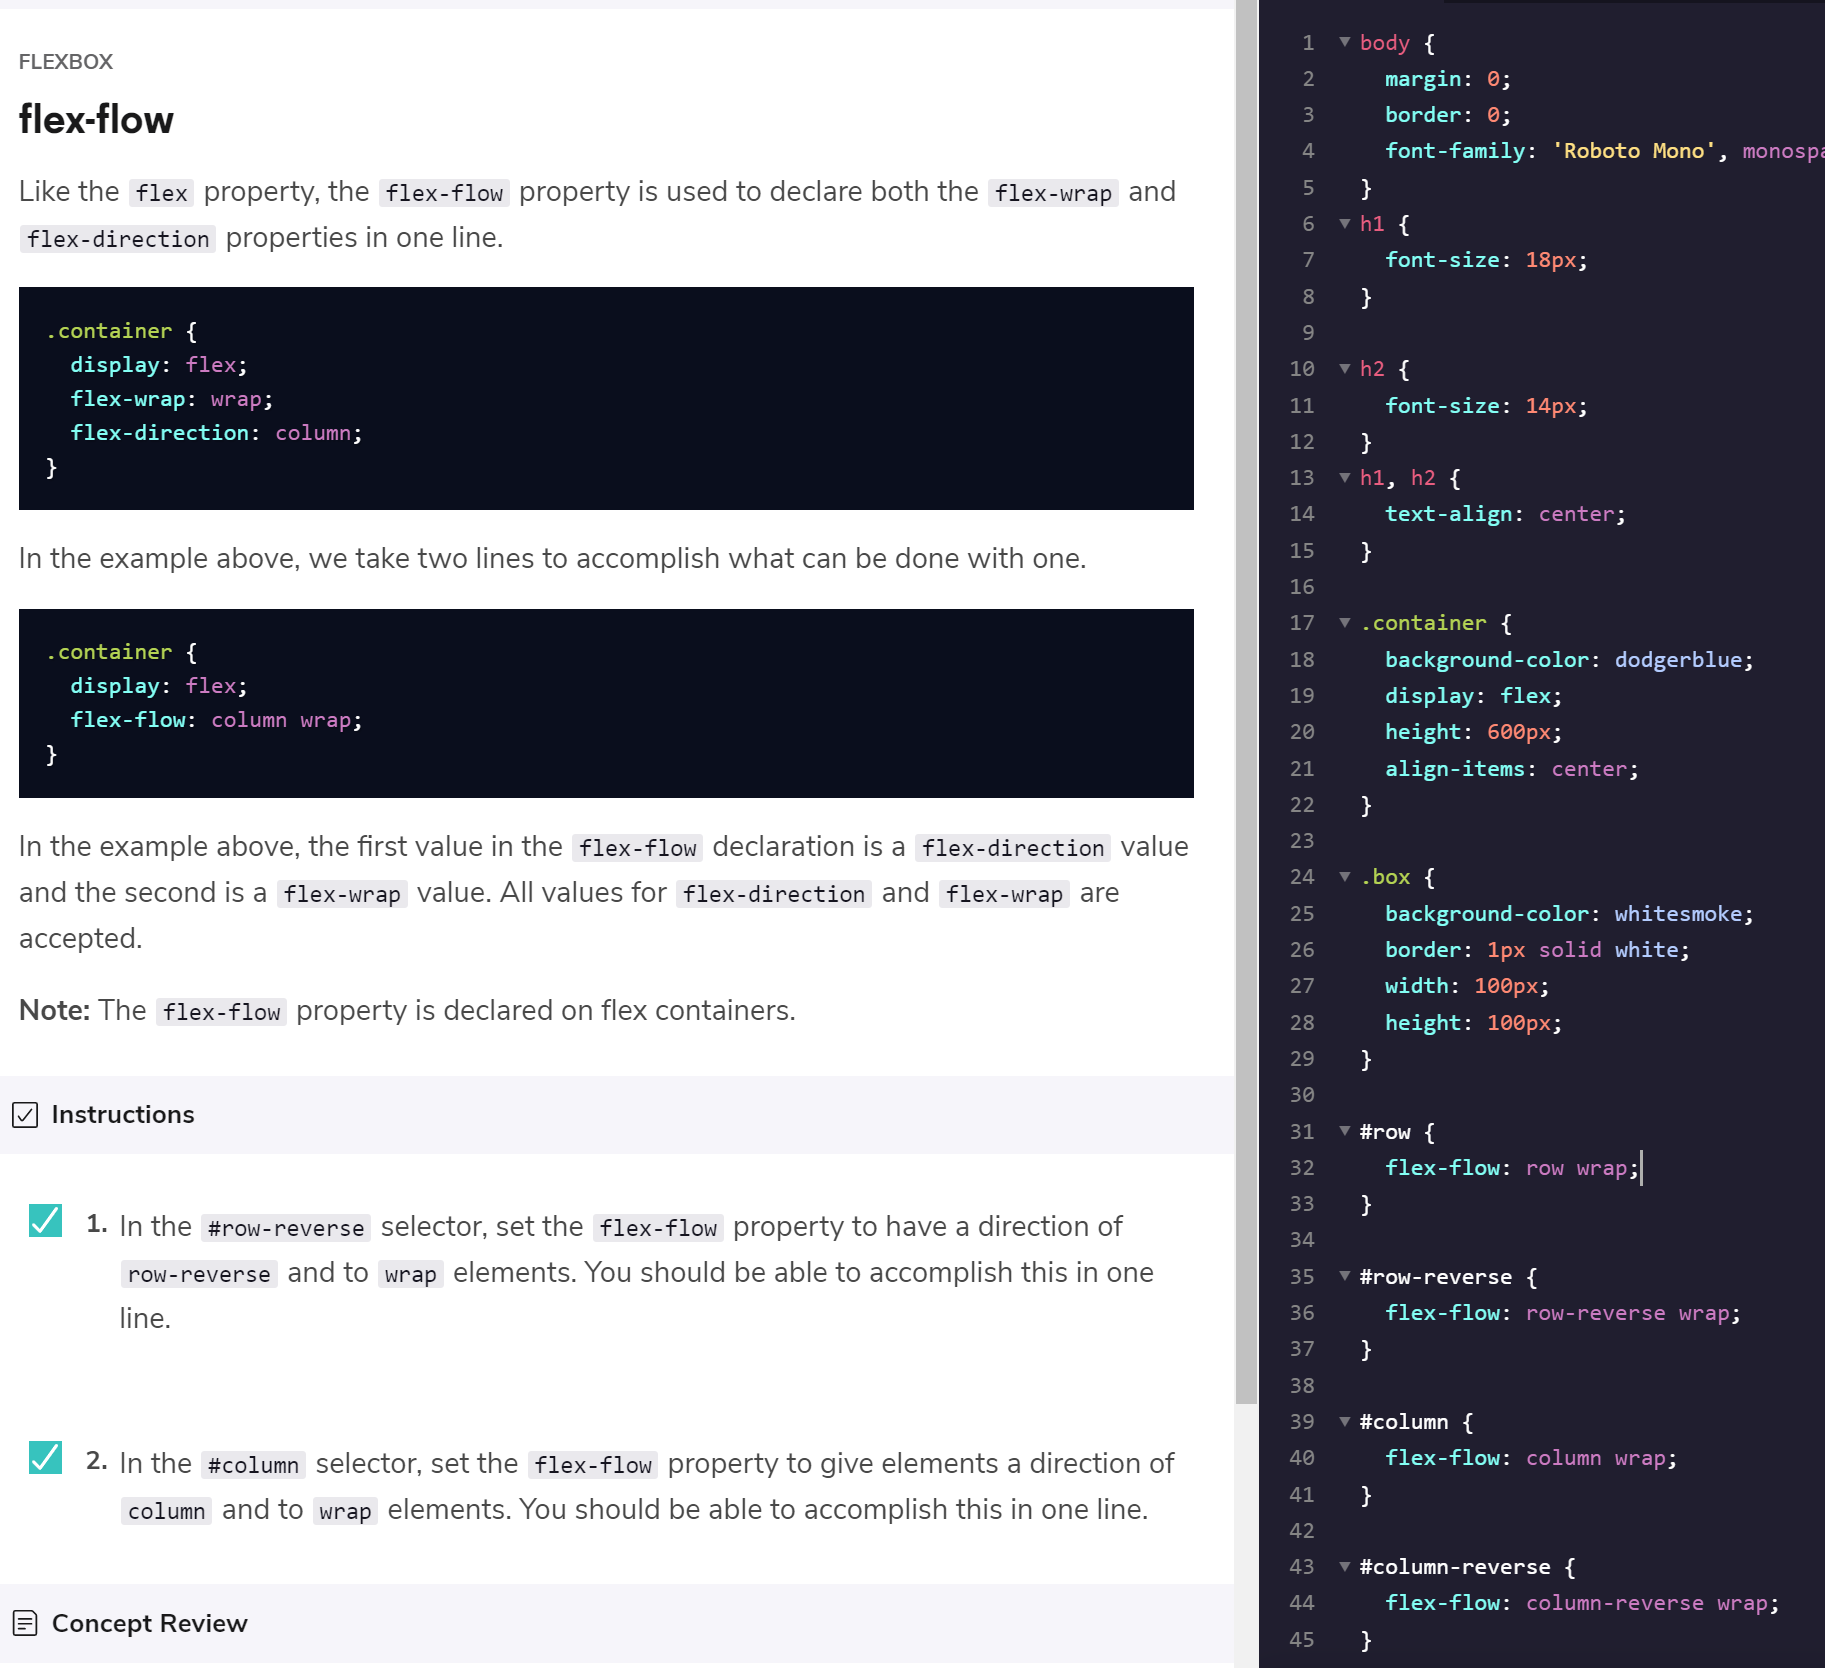 FLEXBOX
flex-flow
Like the flex property, the flex-flow property is used to declare both the flex-wrap and
flex-direction properties in one line.
.container {
display: flex;
flex-wrap: wrap;
flex-direction: column;
}
In the example above, we take two lines to accomplish what can be done with one.
.container {
display: flex;
flex-flow: column wrap;
}
In the example above, the first value in the flex-flow declaration is a flex-direction value
and the second is a flex-wrap value. All values for flex-direction and flex-wrap are
accepted.
Note: The flex-flow property is declared on flex containers.
Instructions
1. In the #row-reverse selector, set the flex-flow property to have a direction of
row-reverse and to wrap elements. You should be able to accomplish this in one
line.
2. In the #column selector, set the flex-flow property to give elements a direction of
column and to wrap elements. You should be able to accomplish this in one line.
Concept Review
1 body {
2 margin: 0;
3 border: 0;
4 font-family: 'Roboto Mono', monospa
5 }
6 h1 {
7 font-size: 18px;
8 }
9
10 h2 {
11 font-size: 14px;
12 }
13 h1, h2 {
14 text-align: center;
15 }
16
17 .container {
18 background-color: dodgerblue;
19 display: flex;
20 height: 600px;
21 align-items: center;
22 }
23
24 .box {
25 background-color: whitesmoke;
26 border: 1px solid white;
27 width: 100px;
28 height: 100px;
29 }
30
31 #row {
32 flex-flow: row wrap;
33 }
34
35 #row-reverse {
36 flex-flow: row-reverse wrap;
37 }
38
39 #column {
40 flex-flow: column wrap;
41 }
42
43 #column-reverse {
44 flex-flow: column-reverse wrap;
45 }